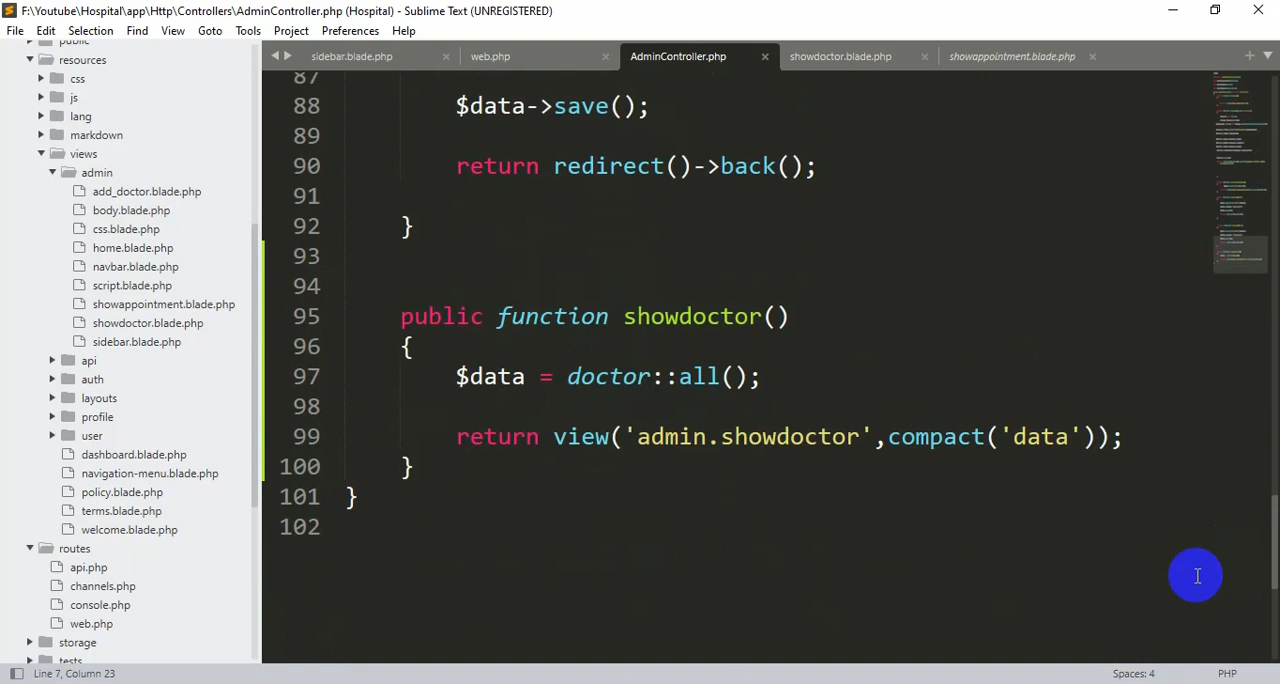 F:\Youtube\Hospital\app\Http\Controllers\AdminController.php (Hospital) - Sublime Text (UNREGISTERED)
File Edit Selection Find View Goto Tools Project Preferences Help
sidebar.blade.php web.php AdminController.php showdoctor.blade.php showappointment.blade.php
public
resources
css
js
lang
markdown
views
admin
add_doctor.blade.php
body.blade.php
css.blade.php
home.blade.php
navbar.blade.php
script.blade.php
showappointment.blade.php
showdoctor.blade.php
sidebar.blade.php
api
auth
layouts
profile
user
dashboard.blade.php
navigation-menu.blade.php
policy.blade.php
terms.blade.php
welcome.blade.php
routes
api.php
channels.php
console.php
web.php
storage
tests
87
88 $data->save();
89
90 return redirect()->back();
91
92 }
93
94
95 public function showdoctor()
96 {
97 $data = doctor::all();
98
99 return view('admin.showdoctor',compact('data'));
100 }
101 }
102
Line 7, Column 23 Spaces: 4 PHP